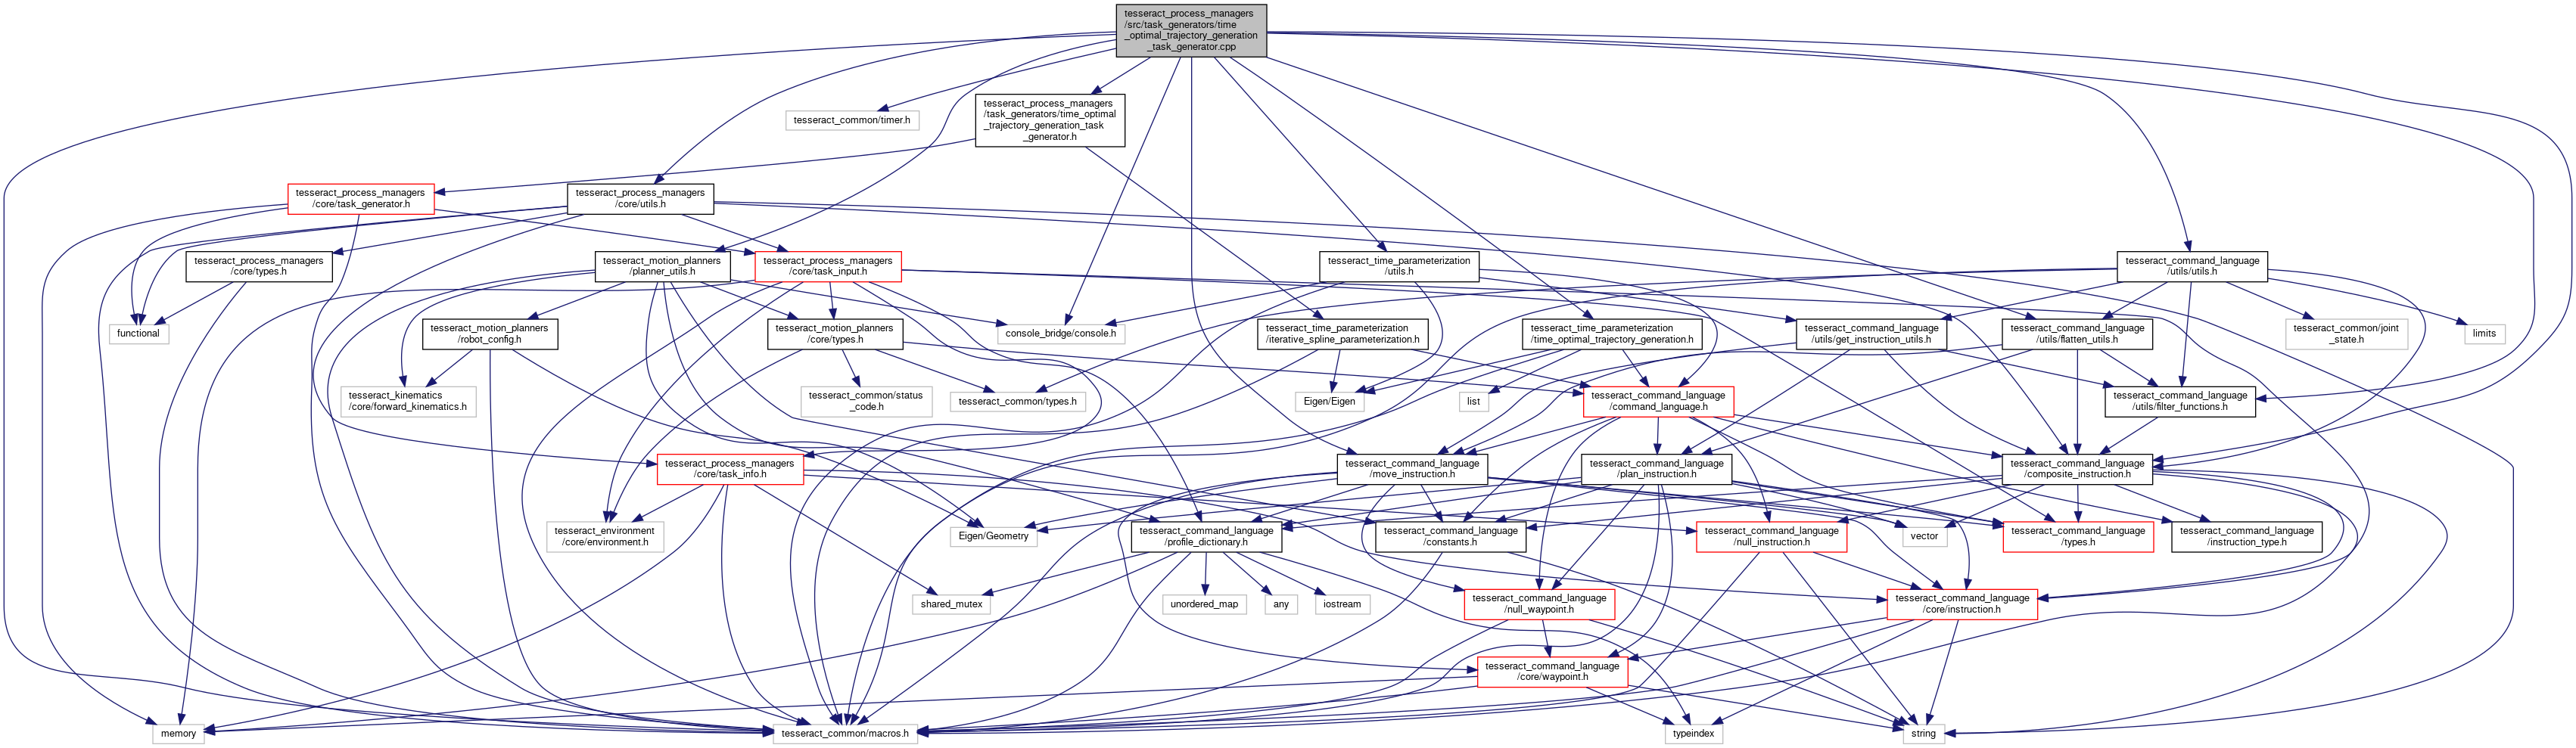 tesseract_process_managers
/src/task_generators/time
_optimal_trajectory_generation
_task_generator.cpp
tesseract_common/timer.h
tesseract_process_managers
/task_generators/time_optimal
_trajectory_generation_task
_generator.h
tesseract_process_managers
/core/task_generator.h
tesseract_process_managers
/core/utils.h
tesseract_process_managers
/core/types.h
tesseract_motion_planners
/planner_utils.h
tesseract_process_managers
/core/task_input.h
tesseract_time_parameterization
/utils.h
tesseract_command_language
/utils/utils.h
functional
tesseract_motion_planners
/robot_config.h
tesseract_motion_planners
/core/types.h
console_bridge/console.h
tesseract_time_parameterization
/iterative_spline_parameterization.h
tesseract_time_parameterization
/time_optimal_trajectory_generation.h
tesseract_command_language
/utils/get_instruction_utils.h
tesseract_command_language
/utils/flatten_utils.h
tesseract_common/joint
_state.h
limits
tesseract_kinematics
/core/forward_kinematics.h
tesseract_common/status
_code.h
tesseract_common/types.h
Eigen/Eigen
list
tesseract_command_language
/command_language.h
tesseract_command_language
/utils/filter_functions.h
tesseract_process_managers
/core/task_info.h
tesseract_command_language
/move_instruction.h
tesseract_command_language
/plan_instruction.h
tesseract_command_language
/composite_instruction.h
tesseract_environment
/core/environment.h
Eigen/Geometry
tesseract_command_language
/profile_dictionary.h
tesseract_command_language
/constants.h
tesseract_command_language
/null_instruction.h
vector
tesseract_command_language
/types.h
tesseract_command_language
/instruction_type.h
shared_mutex
unordered_map
any
iostream
tesseract_command_language
/null_waypoint.h
tesseract_command_language
/core/instruction.h
tesseract_command_language
/core/waypoint.h
memory
tesseract_common/macros.h
typeindex
string